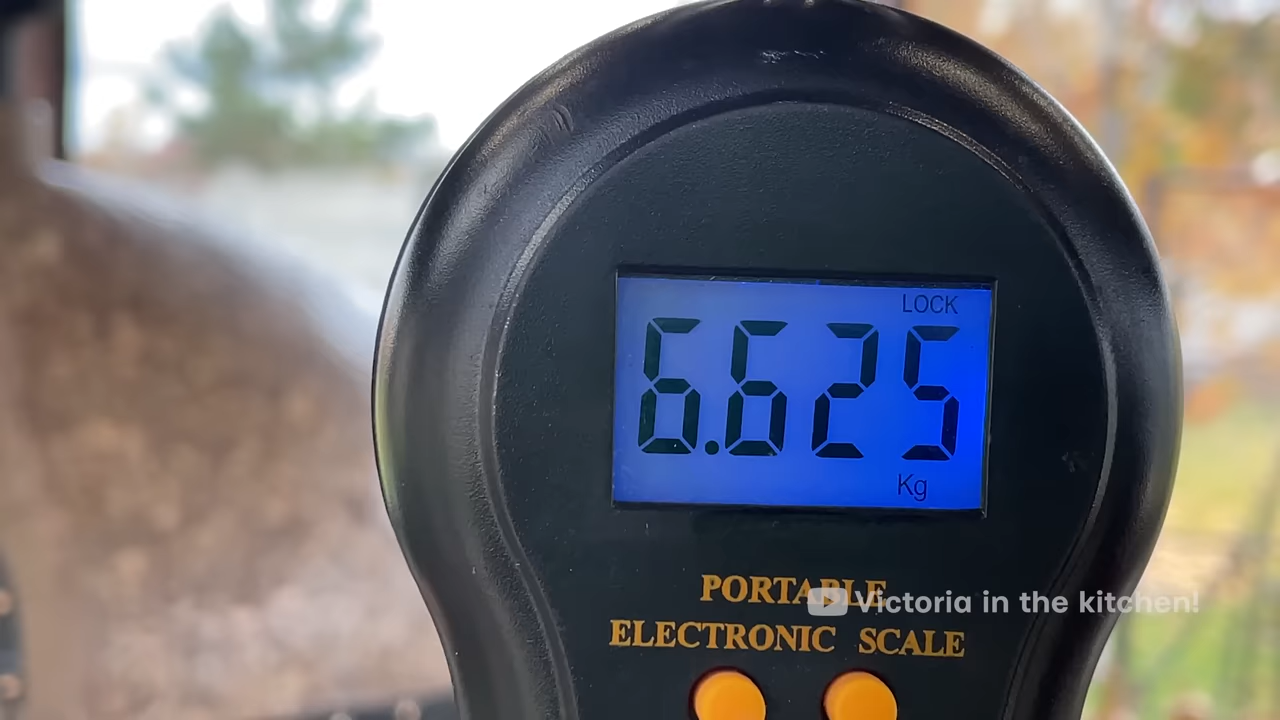 LOCK
6.625
Kg
PORTABLE
Victoria in the kitchen!
ELECTRONIC SCALE